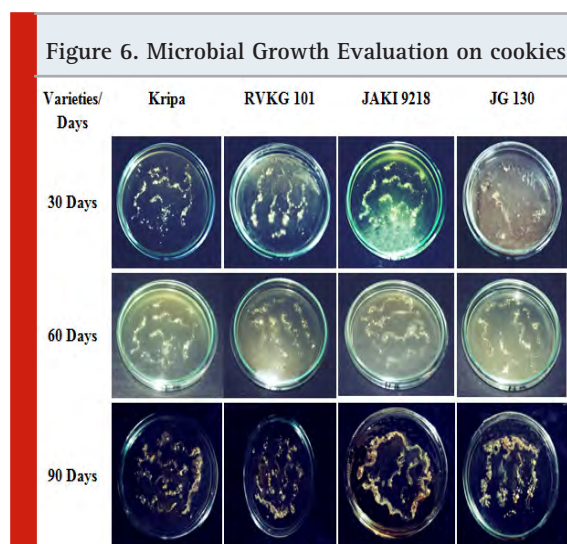 Figure 6. Microbial Growth Evaluation on cookies
Varieties/ Kripa RVKG 101 JAKI 9218 JG 130
Days
30 Days
60 Days
90 Days